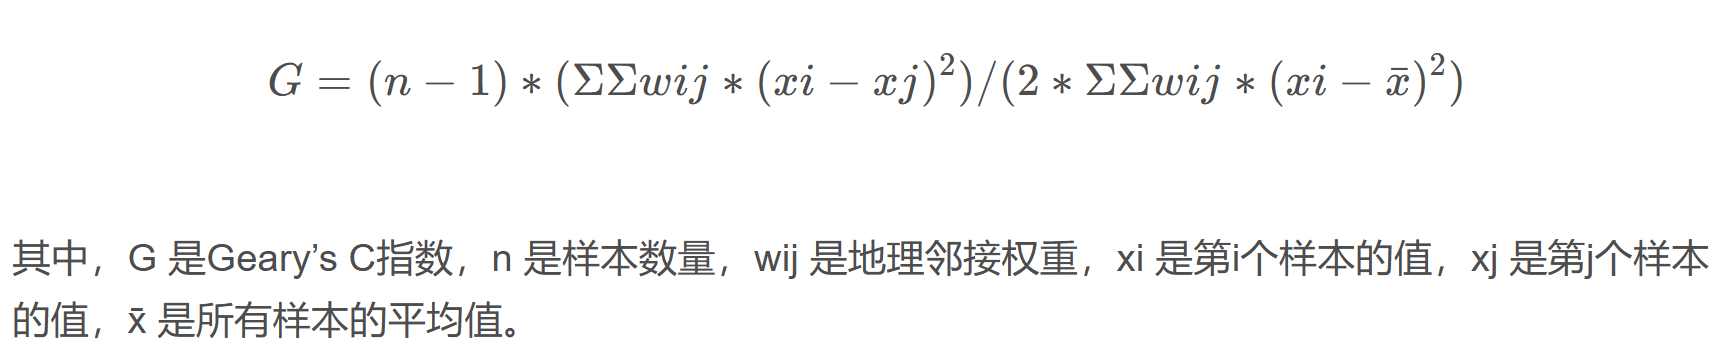 G = (n − 1) ∗ (ΣΣwij ∗ (xi − xj)²)/(2 ∗ ΣΣwij ∗ (xi − x̄)²)
其中，G 是Geary’s C指数，n 是样本数量，wij 是地理邻接权重，xi 是第i个样本的值，xj 是第j个样本
的值，x̄ 是所有样本的平均值。